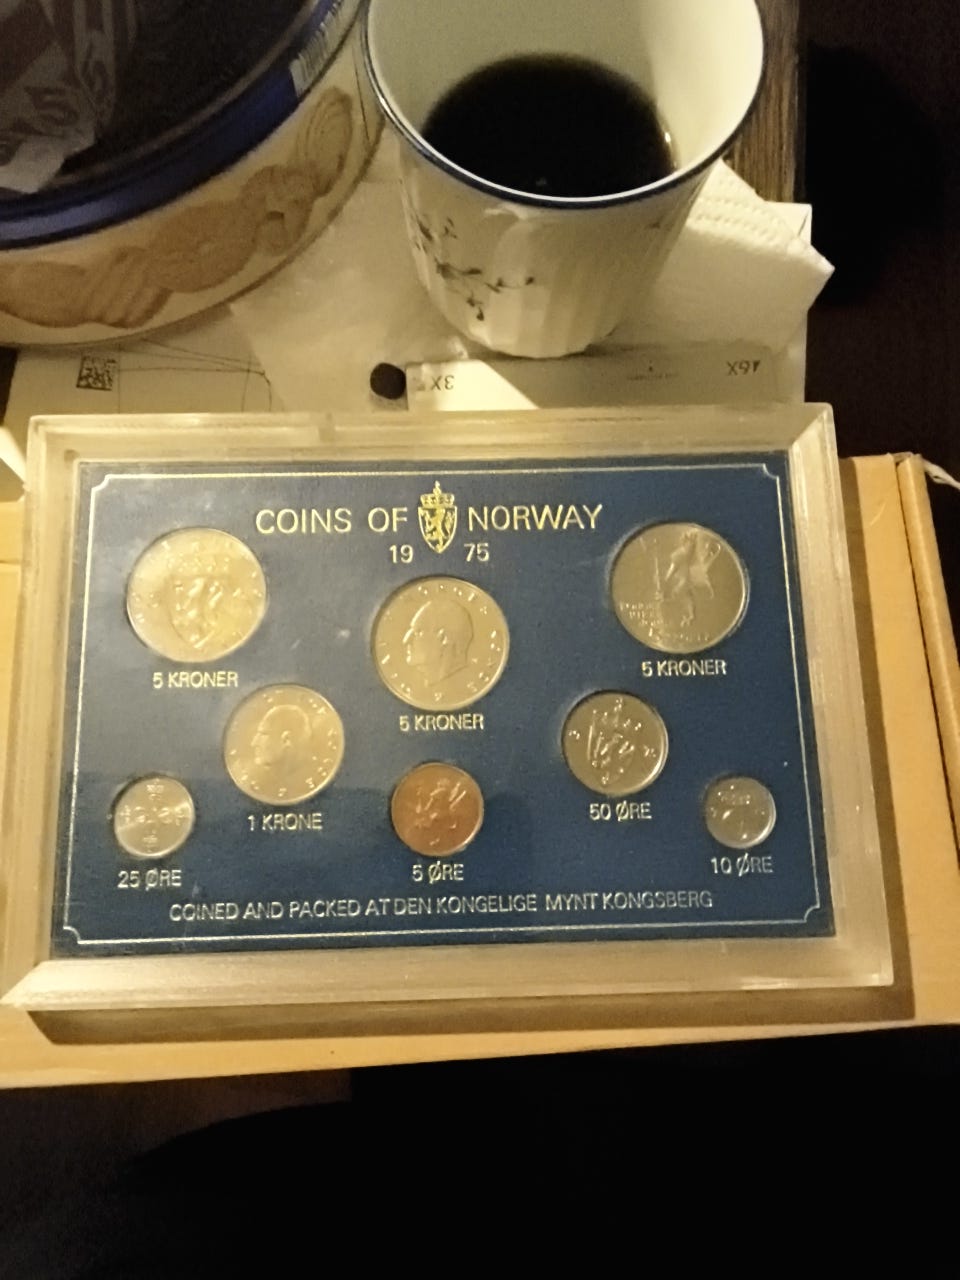 3X
COINS OF NORWAY
19 75
5 KRONER
5 KRONER
5 KRONER
1 KRONE
50 ØRE
25 ØRE
5 ØRE
10 ØRE
COINED AND PACKED AT DEN KONGELIGE MYNT KONGSBERG